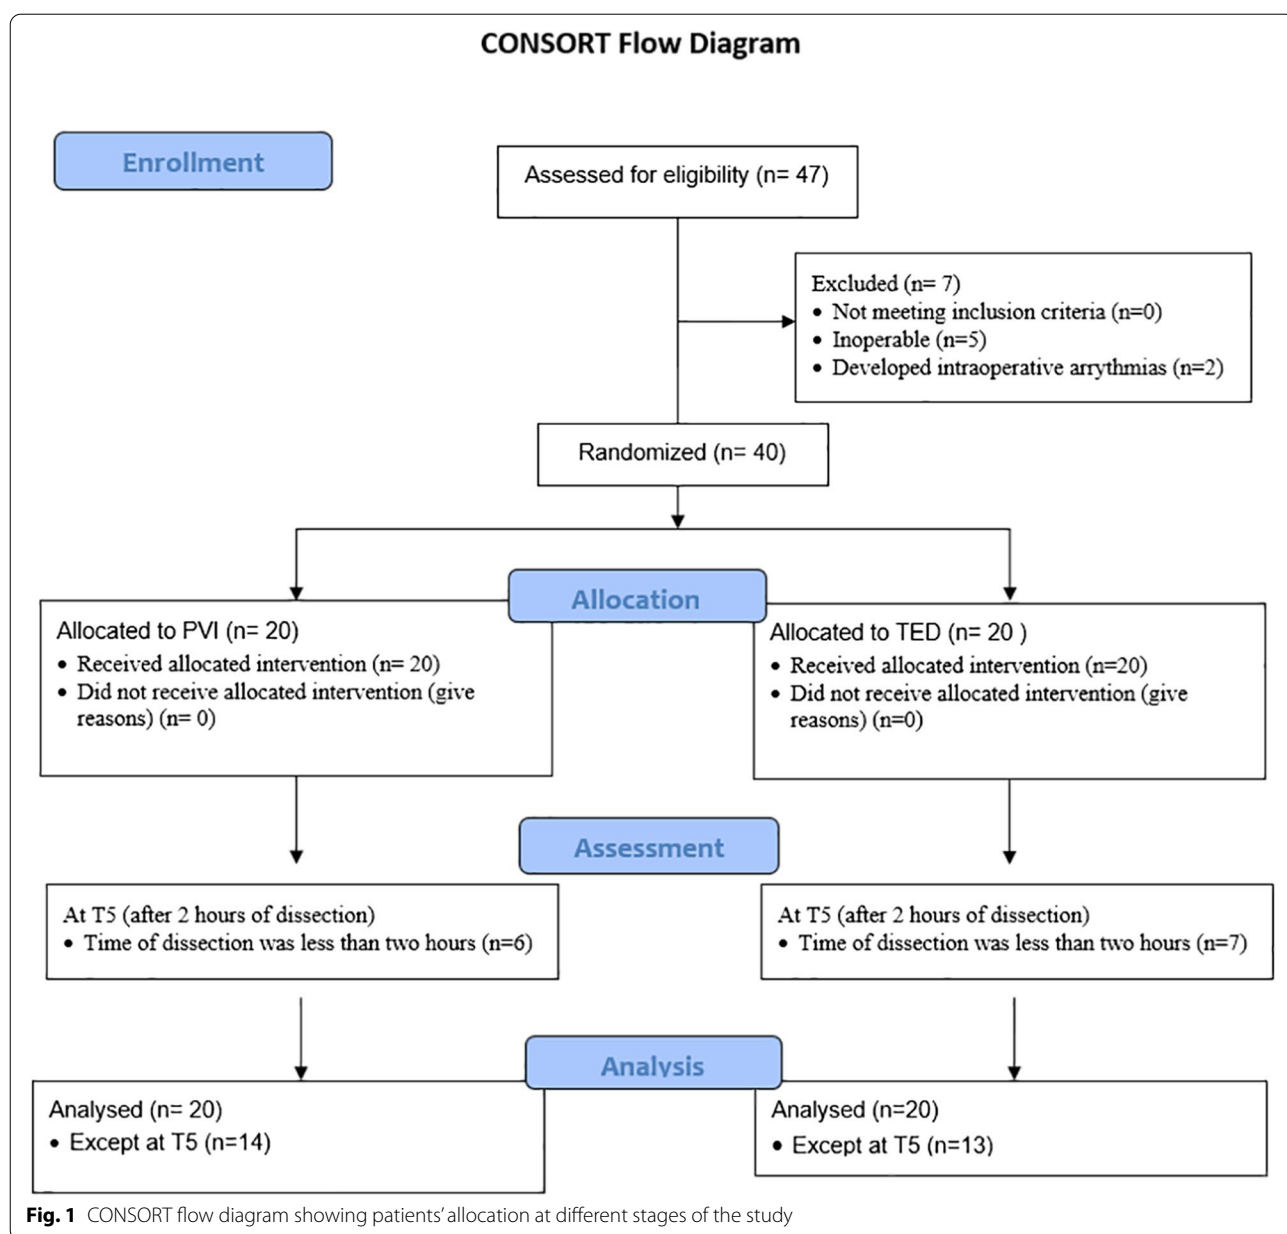 CONSORT Flow Diagram
Enrollment
Assessed for eligibility (n= 47)
Excluded (n= 7)
• Not meeting inclusion criteria (n=0)
• Inoperable (n=5)
• Developed intraoperative arrythmias (n=2)
Randomized (n= 40)
Allocation
Allocated to PVI (n= 20)
• Received allocated intervention (n= 20)
• Did not receive allocated intervention (give
reasons) (n= 0)
Allocated to TED (n= 20 )
• Received allocated intervention (n=20)
• Did not receive allocated intervention (give
reasons) (n=0)
Assessment
At T5 (after 2 hours of dissection)
• Time of dissection was less than two hours (n=6)
At T5 (after 2 hours of dissection)
• Time of dissection was less than two hours (n=7)
Analysis
Analysed (n= 20)
• Except at T5 (n=14)
Analysed (n=20)
• Except at T5 (n=13)
Fig. 1 CONSORT flow diagram showing patients' allocation at different stages of the study